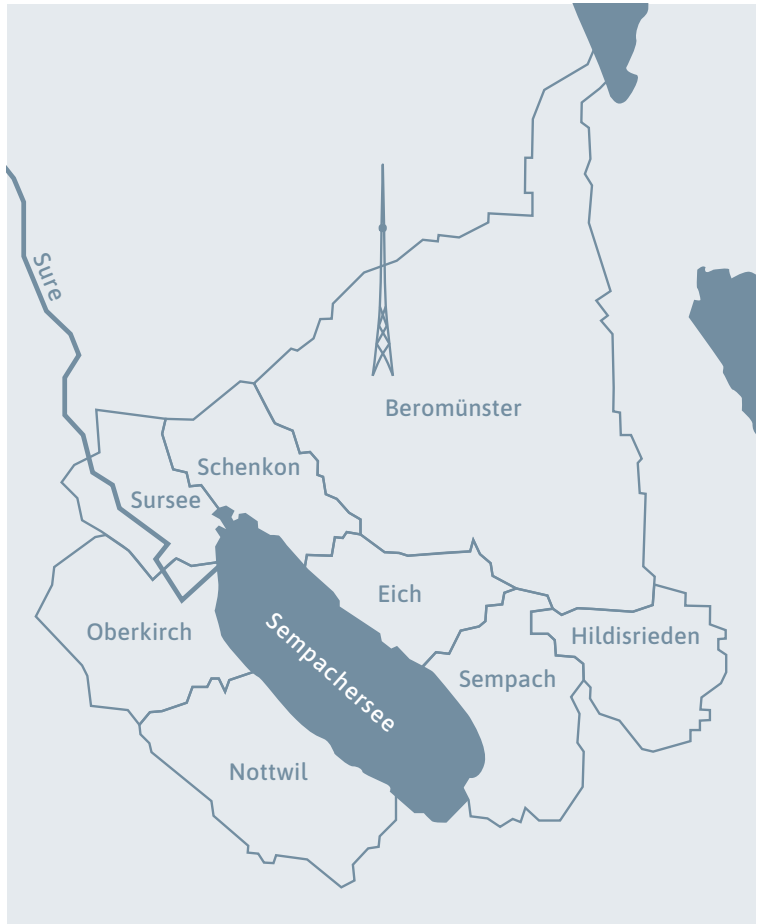 Sure
Beromünster
Schenkon
Sursee
Eich
Oberkirch
Sempachersee
Hildisrieden
Sempach
Nottwil